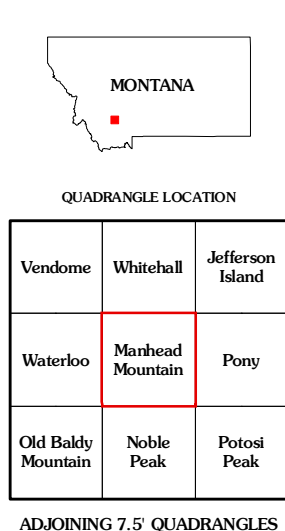 MONTANA
QUADRANGLE LOCATION
Vendome
Whitehall
Jefferson
Island
Waterloo
Manhead
Mountain
Pony
Old Baldy
Mountain
Noble
Peak
Potosi
Peak
ADJOINING 7.5' QUADRANGLES